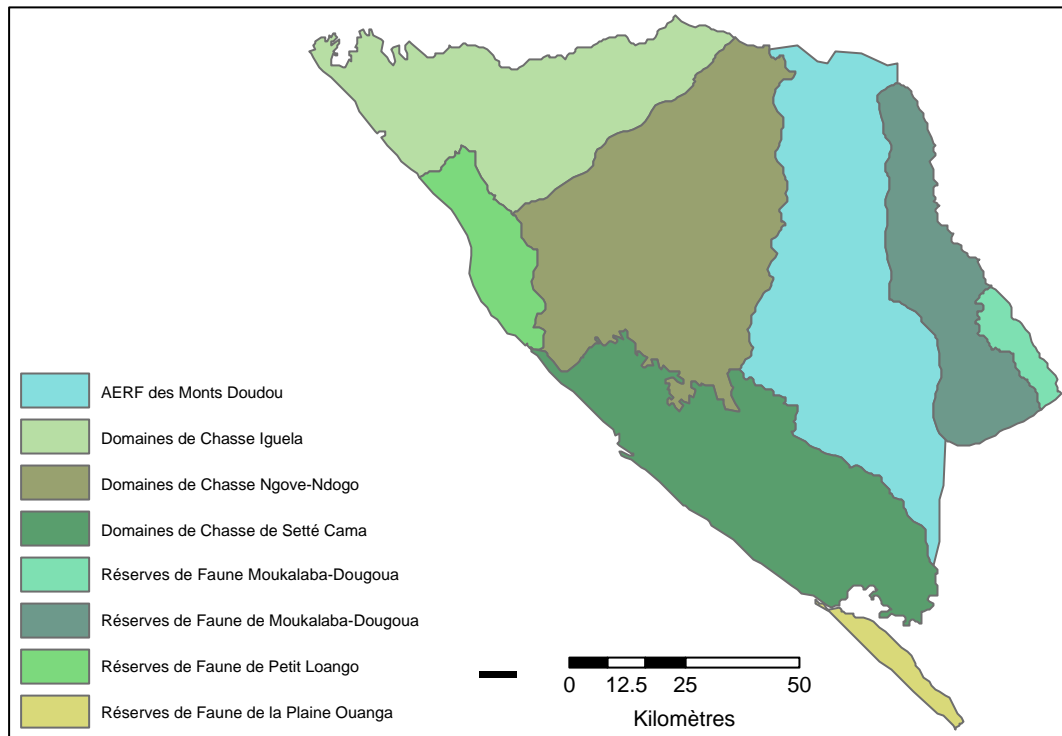 AERF des Monts Doudou
Domaines de Chasse Iguela
Domaines de Chasse Ngove-Ndogo
Domaines de Chasse de Setté Cama
Réserves de Faune Moukalaba-Dougoua
Réserves de Faune de Moukalaba-Dougoua
Réserves de Faune de Petit Loango
Réserves de Faune de la Plaine Ouanga
0 12.5 25 50
Kilomètres